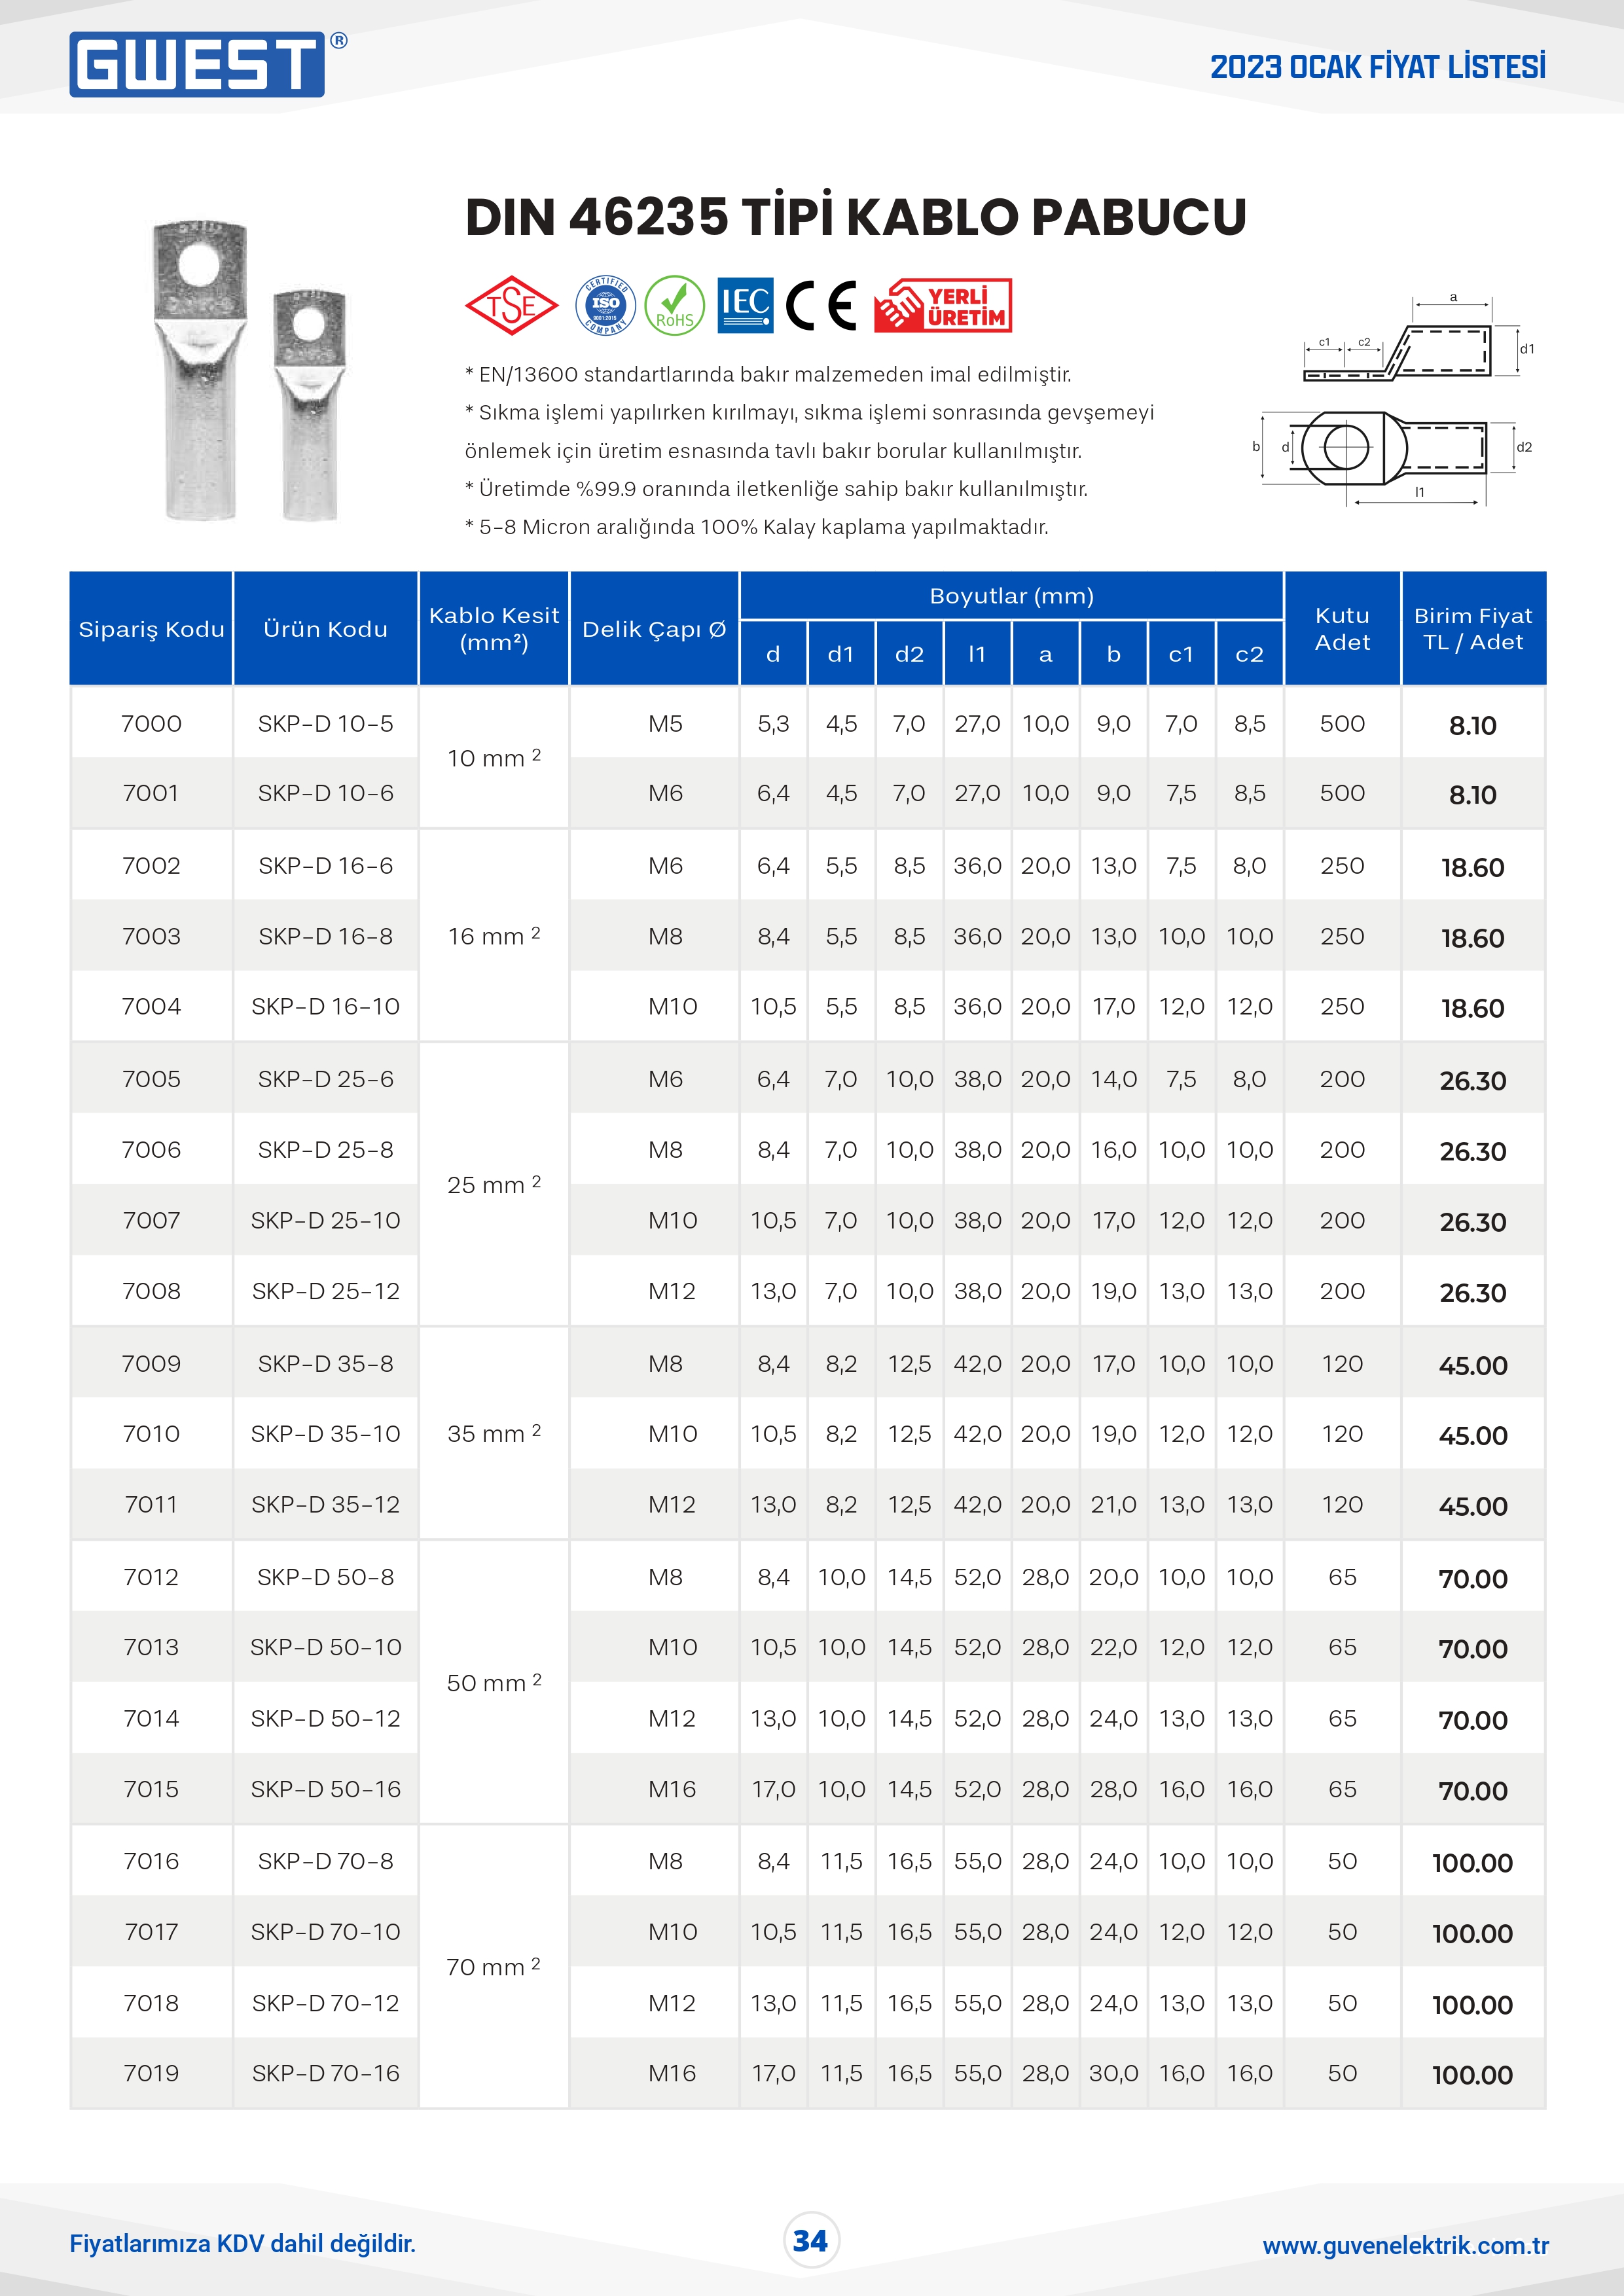 GWEST®
2023 OCAK FİYAT LİSTESİ
DIN 46235 TİPİ KABLO PABUCU
TSE
CERTIFIED ISO 9001:2015 COMPANY
RoHS
IEC
CE
YERLİ ÜRETİM
* EN/13600 standartlarında bakır malzemeden imal edilmiştir.
* Sıkma işlemi yapılırken kırılmayı, sıkma işlemi sonrasında gevşemeyi
önlemek için üretim esnasında tavlı bakır borular kullanılmıştır.
* Üretimde %99.9 oranında iletkenliğe sahip bakır kullanılmıştır.
* 5-8 Micron aralığında 100% Kalay kaplama yapılmaktadır.
a
c1 c2 d1
b d d2
l1
Sipariş Kodu Ürün Kodu Kablo Kesit (mm²) Delik Çapı Ø Boyutlar (mm) Kutu Adet Birim Fiyat TL / Adet
d d1 d2 l1 a b c1 c2
7000 SKP-D 10-5 10 mm ² M5 5,3 4,5 7,0 27,0 10,0 9,0 7,0 8,5 500 8.10
7001 SKP-D 10-6 M6 6,4 4,5 7,0 27,0 10,0 9,0 7,5 8,5 500 8.10
7002 SKP-D 16-6 M6 6,4 5,5 8,5 36,0 20,0 13,0 7,5 8,0 250 18.60
7003 SKP-D 16-8 16 mm ² M8 8,4 5,5 8,5 36,0 20,0 13,0 10,0 10,0 250 18.60
7004 SKP-D 16-10 M10 10,5 5,5 8,5 36,0 20,0 17,0 12,0 12,0 250 18.60
7005 SKP-D 25-6 M6 6,4 7,0 10,0 38,0 20,0 14,0 7,5 8,0 200 26.30
7006 SKP-D 25-8 25 mm ² M8 8,4 7,0 10,0 38,0 20,0 16,0 10,0 10,0 200 26.30
7007 SKP-D 25-10 M10 10,5 7,0 10,0 38,0 20,0 17,0 12,0 12,0 200 26.30
7008 SKP-D 25-12 M12 13,0 7,0 10,0 38,0 20,0 19,0 13,0 13,0 200 26.30
7009 SKP-D 35-8 M8 8,4 8,2 12,5 42,0 20,0 17,0 10,0 10,0 120 45.00
7010 SKP-D 35-10 35 mm ² M10 10,5 8,2 12,5 42,0 20,0 19,0 12,0 12,0 120 45.00
7011 SKP-D 35-12 M12 13,0 8,2 12,5 42,0 20,0 21,0 13,0 13,0 120 45.00
7012 SKP-D 50-8 M8 8,4 10,0 14,5 52,0 28,0 20,0 10,0 10,0 65 70.00
7013 SKP-D 50-10 50 mm ² M10 10,5 10,0 14,5 52,0 28,0 22,0 12,0 12,0 65 70.00
7014 SKP-D 50-12 M12 13,0 10,0 14,5 52,0 28,0 24,0 13,0 13,0 65 70.00
7015 SKP-D 50-16 M16 17,0 10,0 14,5 52,0 28,0 28,0 16,0 16,0 65 70.00
7016 SKP-D 70-8 M8 8,4 11,5 16,5 55,0 28,0 24,0 10,0 10,0 50 100.00
7017 SKP-D 70-10 70 mm ² M10 10,5 11,5 16,5 55,0 28,0 24,0 12,0 12,0 50 100.00
7018 SKP-D 70-12 M12 13,0 11,5 16,5 55,0 28,0 24,0 13,0 13,0 50 100.00
7019 SKP-D 70-16 M16 17,0 11,5 16,5 55,0 28,0 30,0 16,0 16,0 50 100.00
Fiyatlarımıza KDV dahil değildir.
34
www.guvenelektrik.com.tr